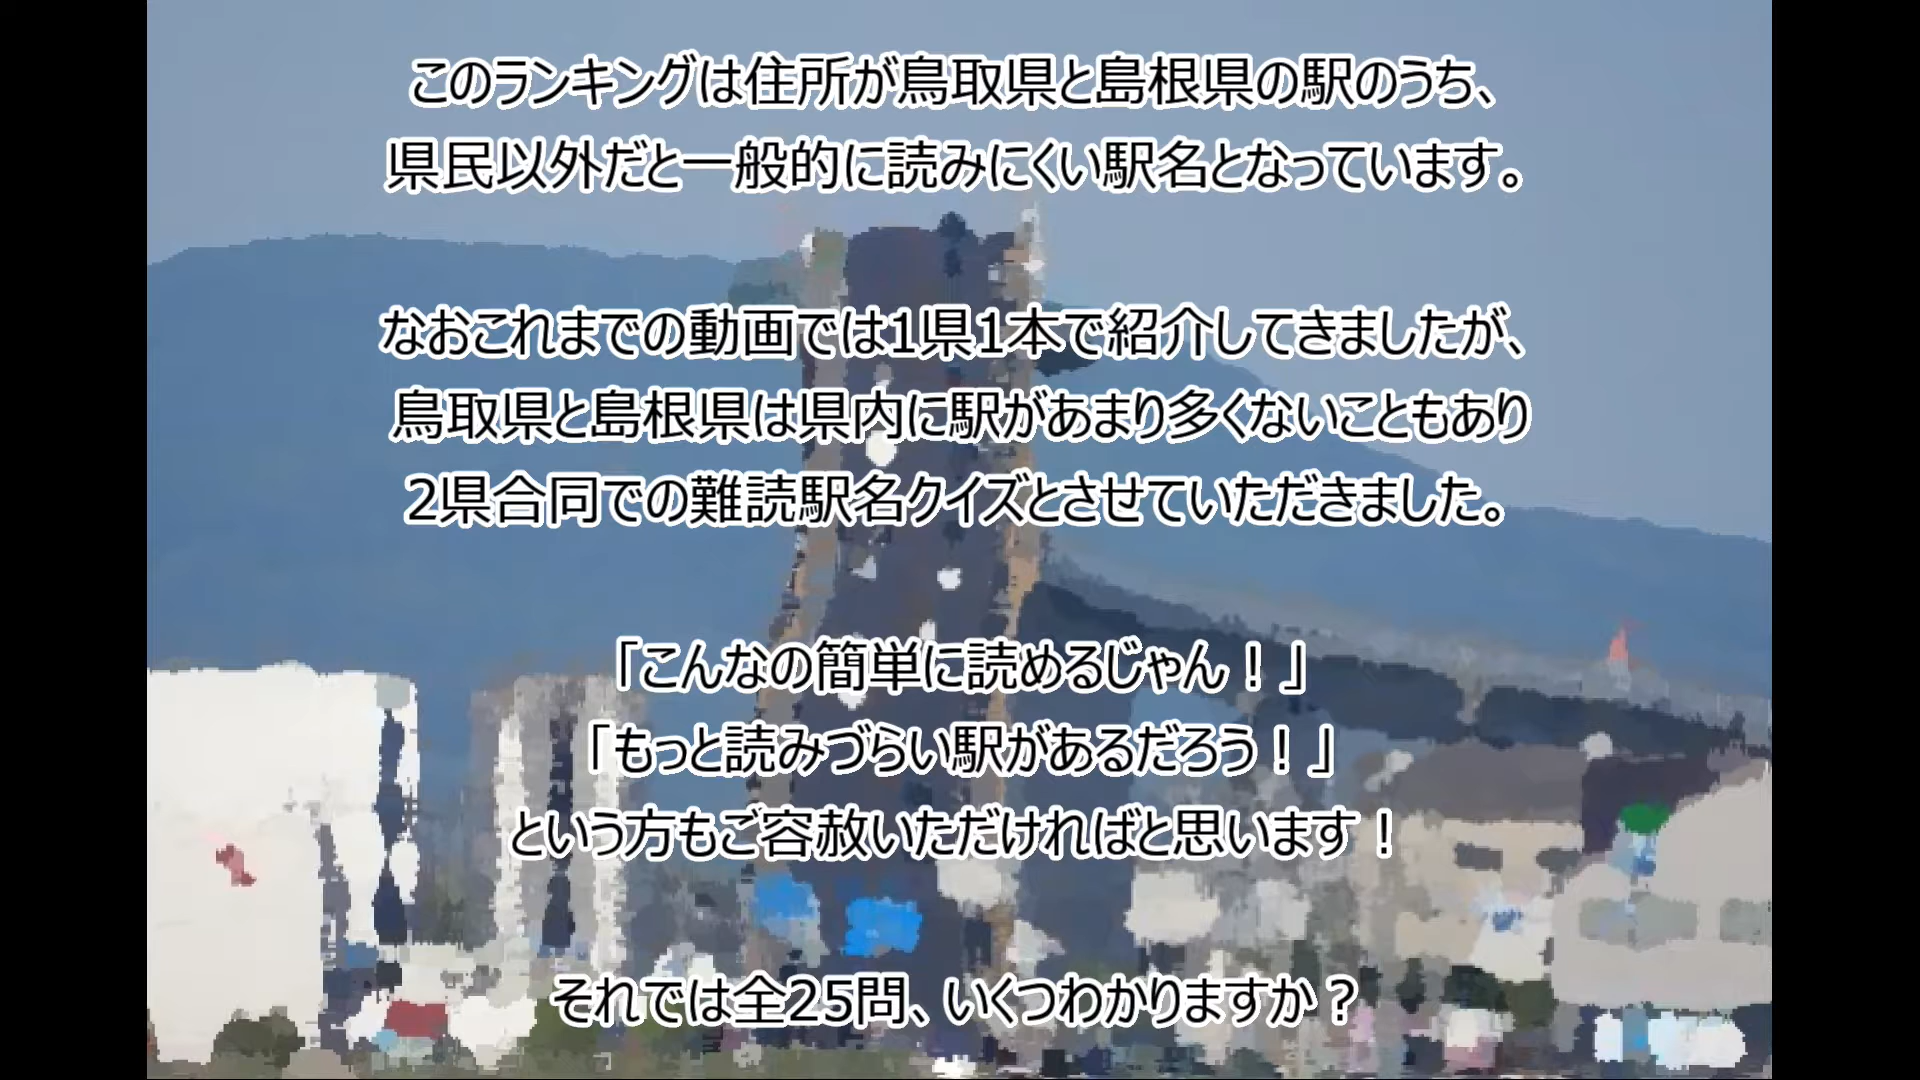 このランキングは住所が鳥取県と島根県の駅のうち、
県民以外だと一般的に読みにくい駅名となっています。
なおこれまでの動画では1県1本で紹介してきましたが、
鳥取県と島根県は県内に駅があまり多くないこともあり
2県合同での難読駅名クイズとさせていただきました。
「こんなの簡単に読めるじゃん！」
「もっと読みづらい駅があるだろう！」
という方もご容赦いただければと思います！
それでは全25問、いくつわかりますか？